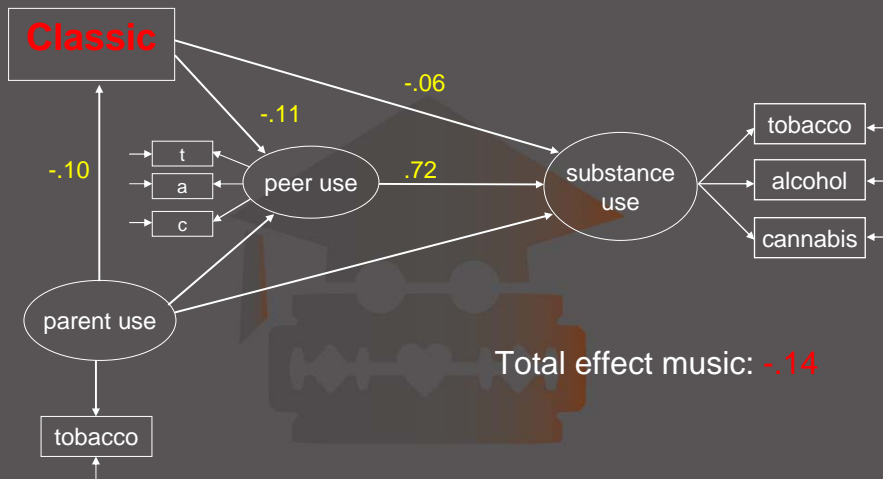 Classic
-.06
-.11
-.10
t
a
c
peer use
.72
substance
use
tobacco
alcohol
cannabis
parent use
Total effect music: -.14
tobacco